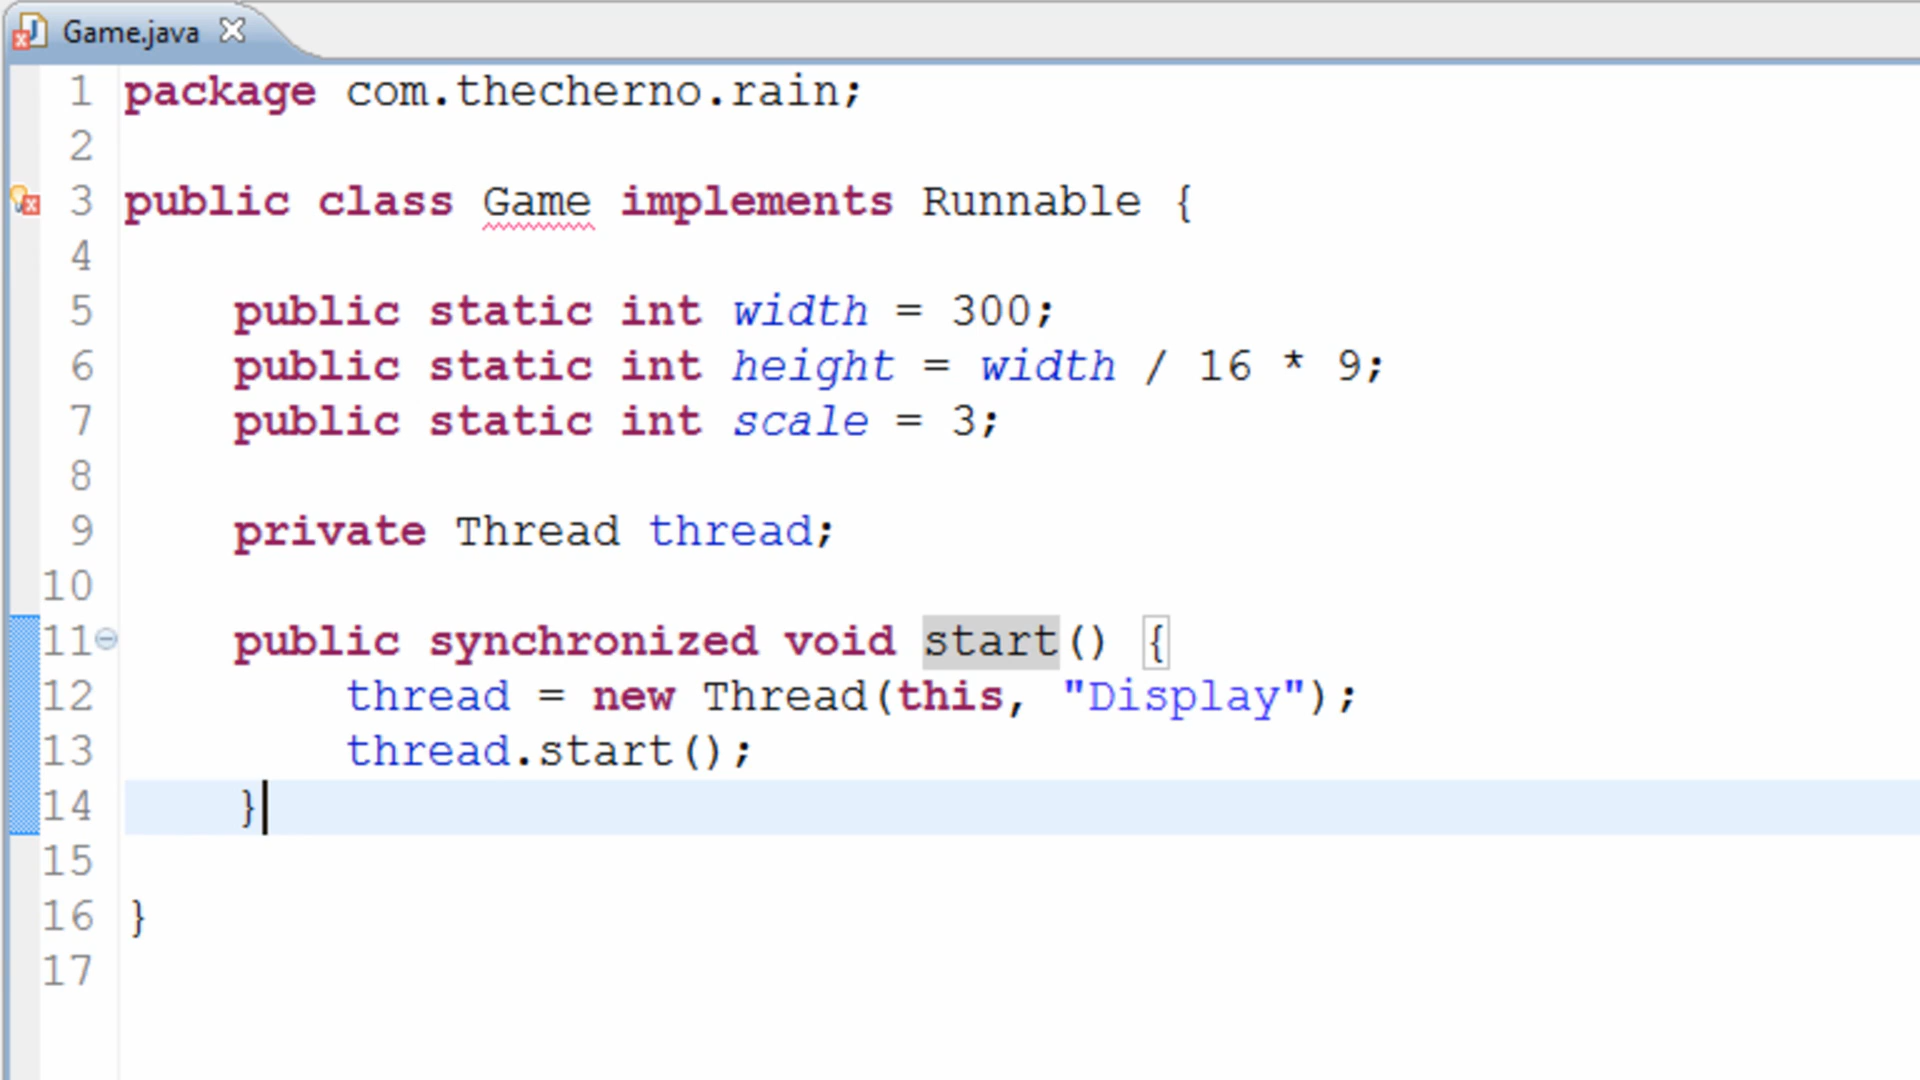 Game.java
1 package com.thecherno.rain;
2
3 public class Game implements Runnable {
4
5 public static int width = 300;
6 public static int height = width / 16 * 9;
7 public static int scale = 3;
8
9 private Thread thread;
10
11 public synchronized void start() {
12 thread = new Thread(this, "Display");
13 thread.start();
14 }
15
16 }
17